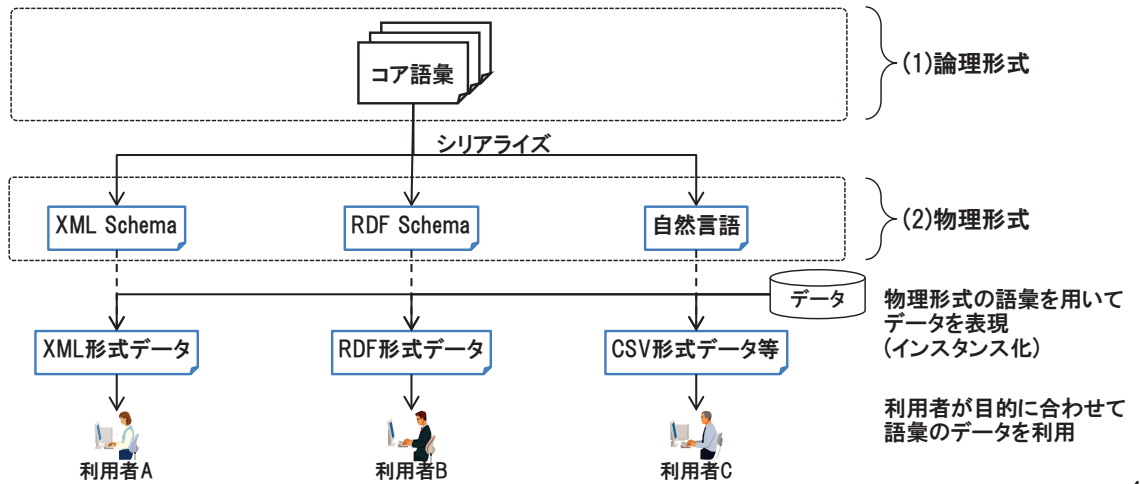 コア語彙
(1)論理形式
シリアライズ
XML Schema
RDF Schema
自然言語
(2)物理形式
データ
物理形式の語彙を用いて
データを表現
(インスタンス化)
XML形式データ
RDF形式データ
CSV形式データ等
利用者が目的に合わせて
語彙のデータを利用
利用者A
利用者B
利用者C